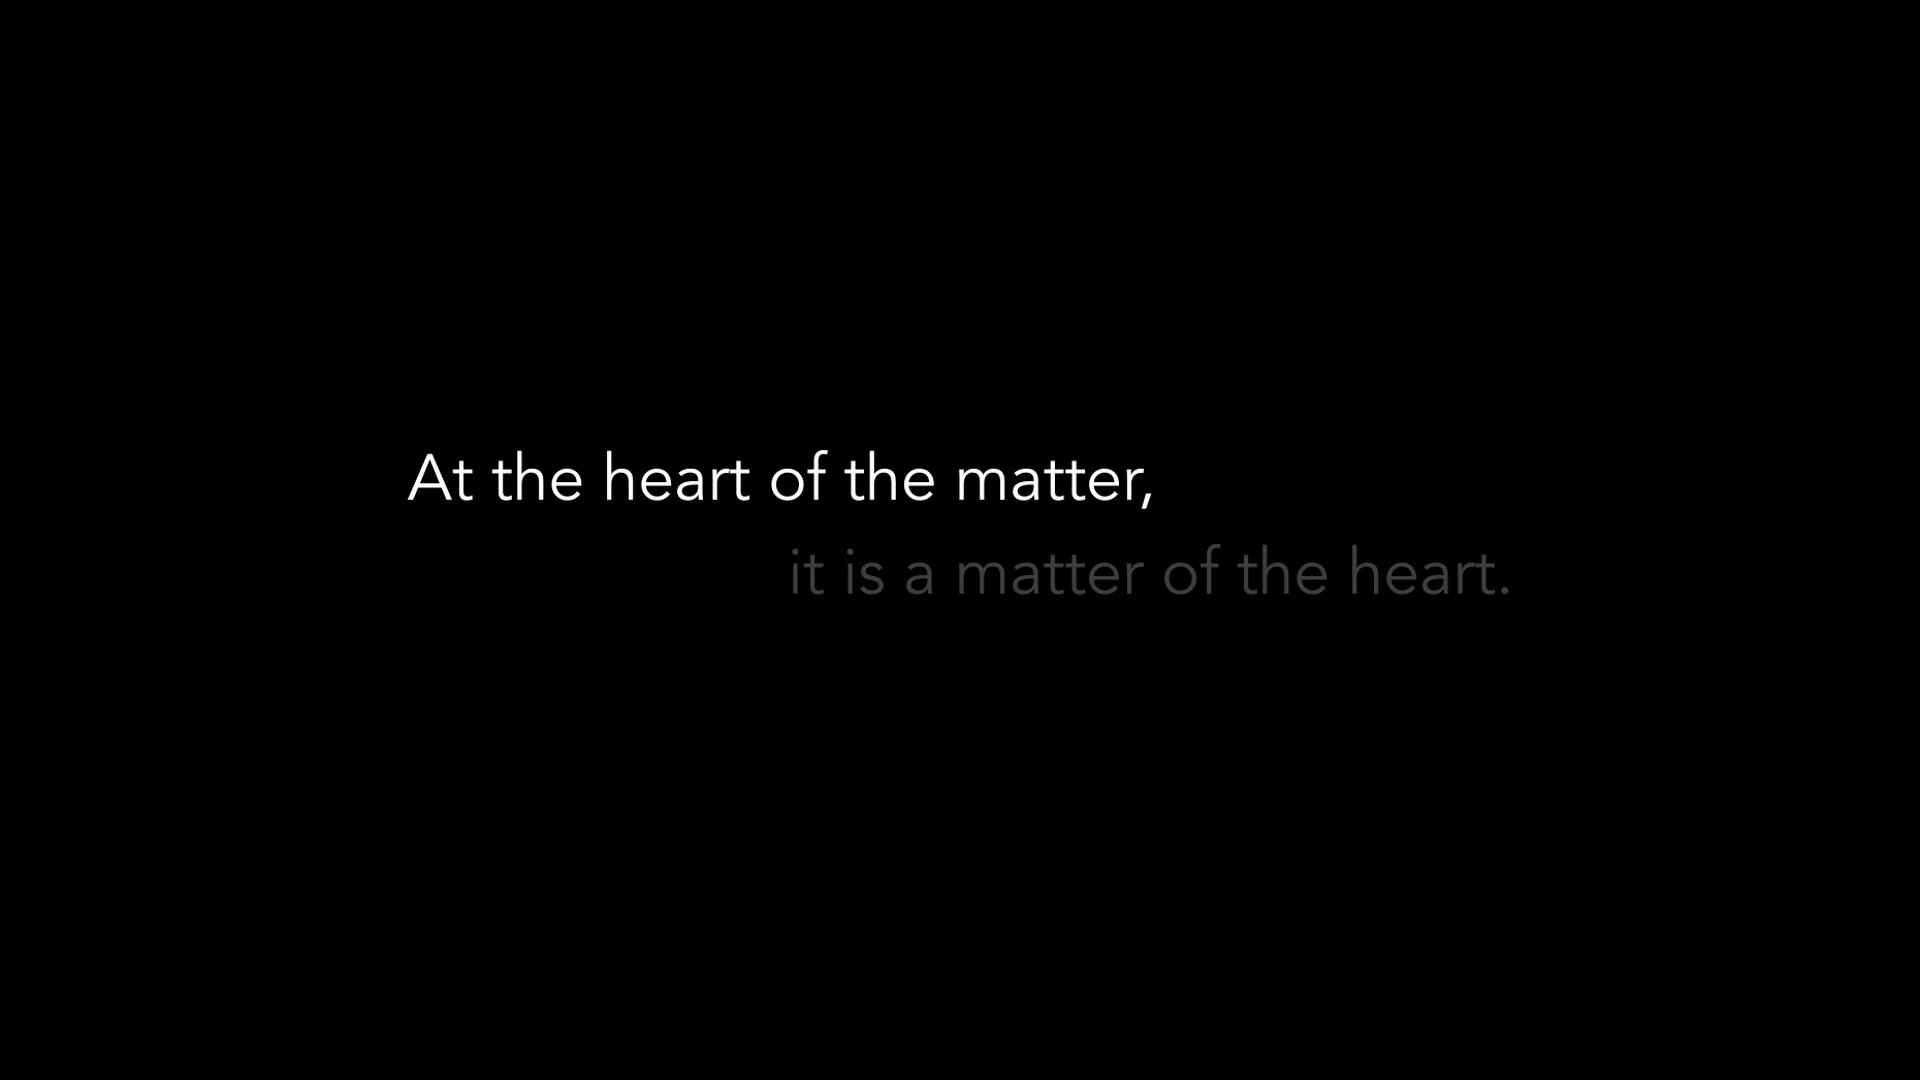 At the heart of the matter,
it is a matter of the heart.